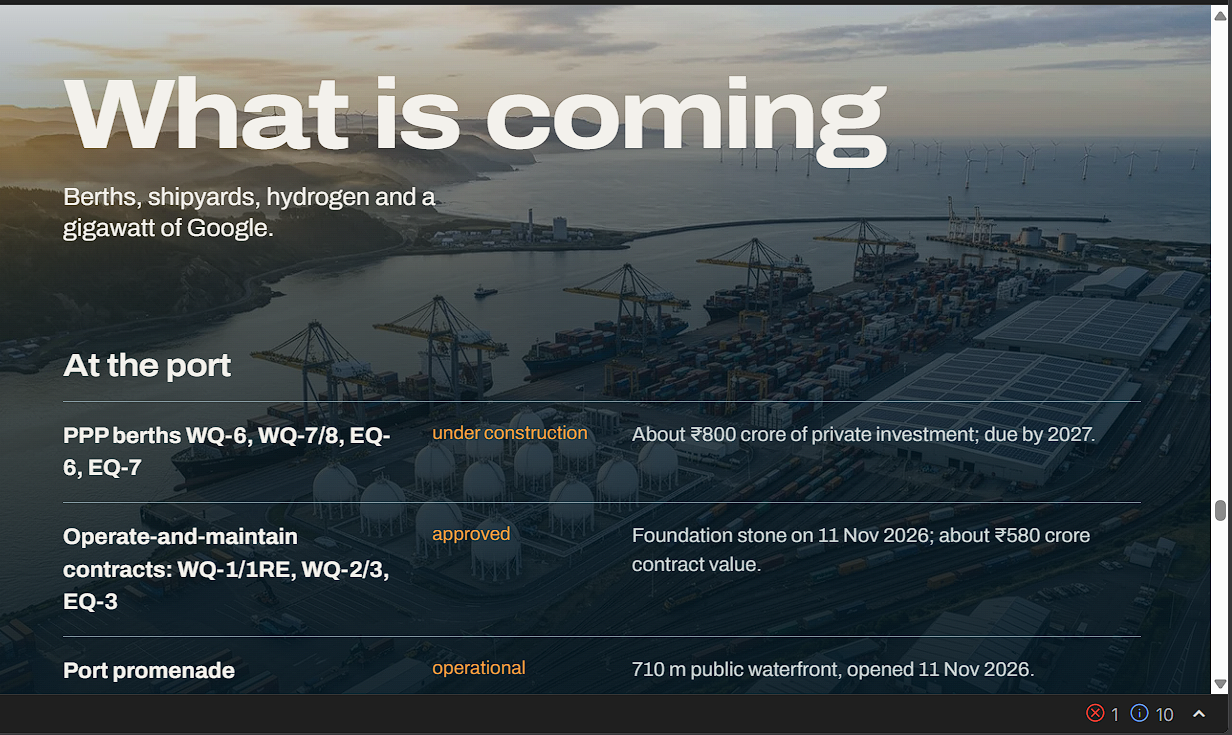 What is coming
Berths, shipyards, hydrogen and a
gigawatt of Google.
At the port
PPP berths WQ-6, WQ-7/8, EQ-
6, EQ-7
under construction
About ₹800 crore of private investment; due by 2027.
Operate-and-maintain
contracts: WQ-1/1RE, WQ-2/3,
EQ-3
approved
Foundation stone on 11 Nov 2026; about ₹580 crore
contract value.
Port promenade
operational
710 m public waterfront, opened 11 Nov 2026.
1 10